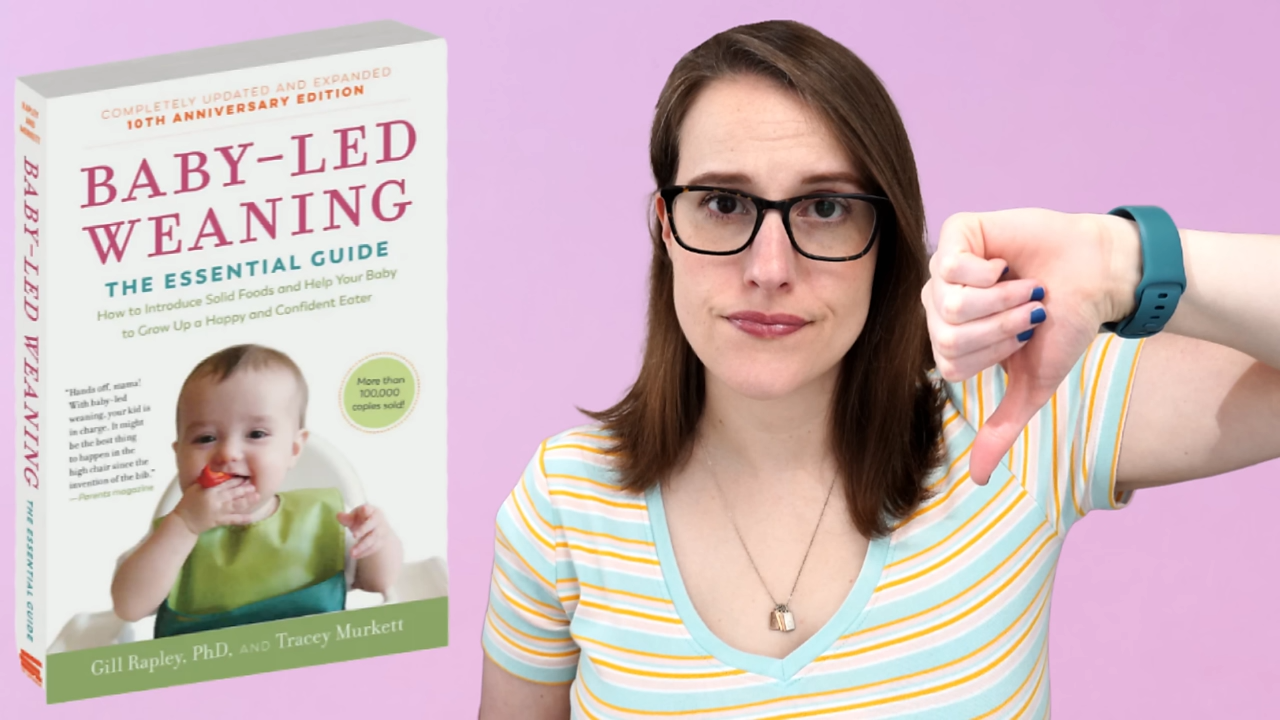 COMPLETELY UPDATED AND EXPANDED
10TH ANNIVERSARY EDITION
BABY-LED
WEANING
THE ESSENTIAL GUIDE
How to Introduce Solid Foods and Help Your Baby
to Grow Up a Happy and Confident Eater
"Hands off, mama!
With baby-led
weaning, your kid is
in charge. It might
be the best thing
to happen in the
high chair since the
invention of the bib."
—Parents magazine
More than
100,000
copies sold!
Gill Rapley, PhD, AND Tracey Murkett
RAPLEY
AND
MURKETT
BABY-LED WEANING
THE ESSENTIAL GUIDE